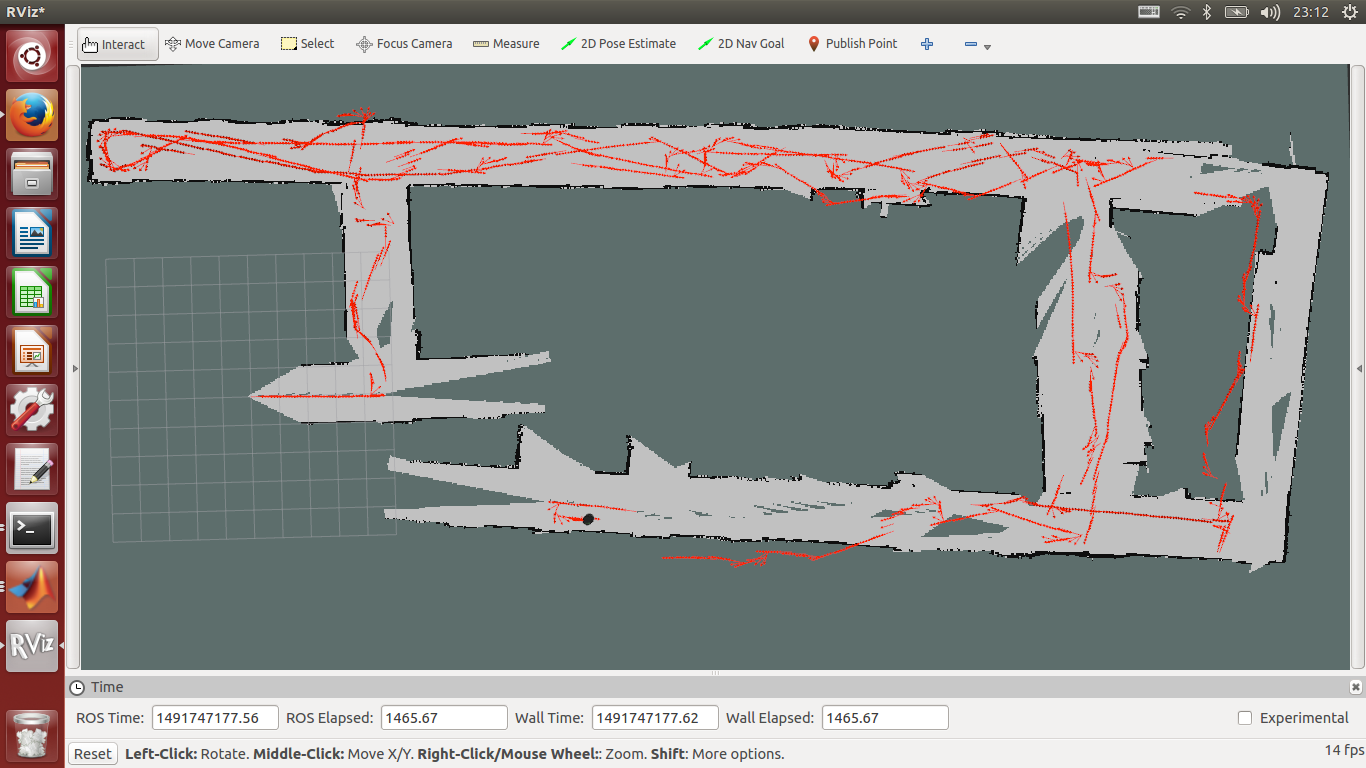 RViz*
23:12
Interact Move Camera Select Focus Camera Measure 2D Pose Estimate 2D Nav Goal Publish Point
RViz
Time
ROS Time: 1491747177.56 ROS Elapsed: 1465.67 Wall Time: 1491747177.62 Wall Elapsed: 1465.67 Experimental
Reset Left-Click: Rotate. Middle-Click: Move X/Y. Right-Click/Mouse Wheel:: Zoom. Shift: More options. 14 fps